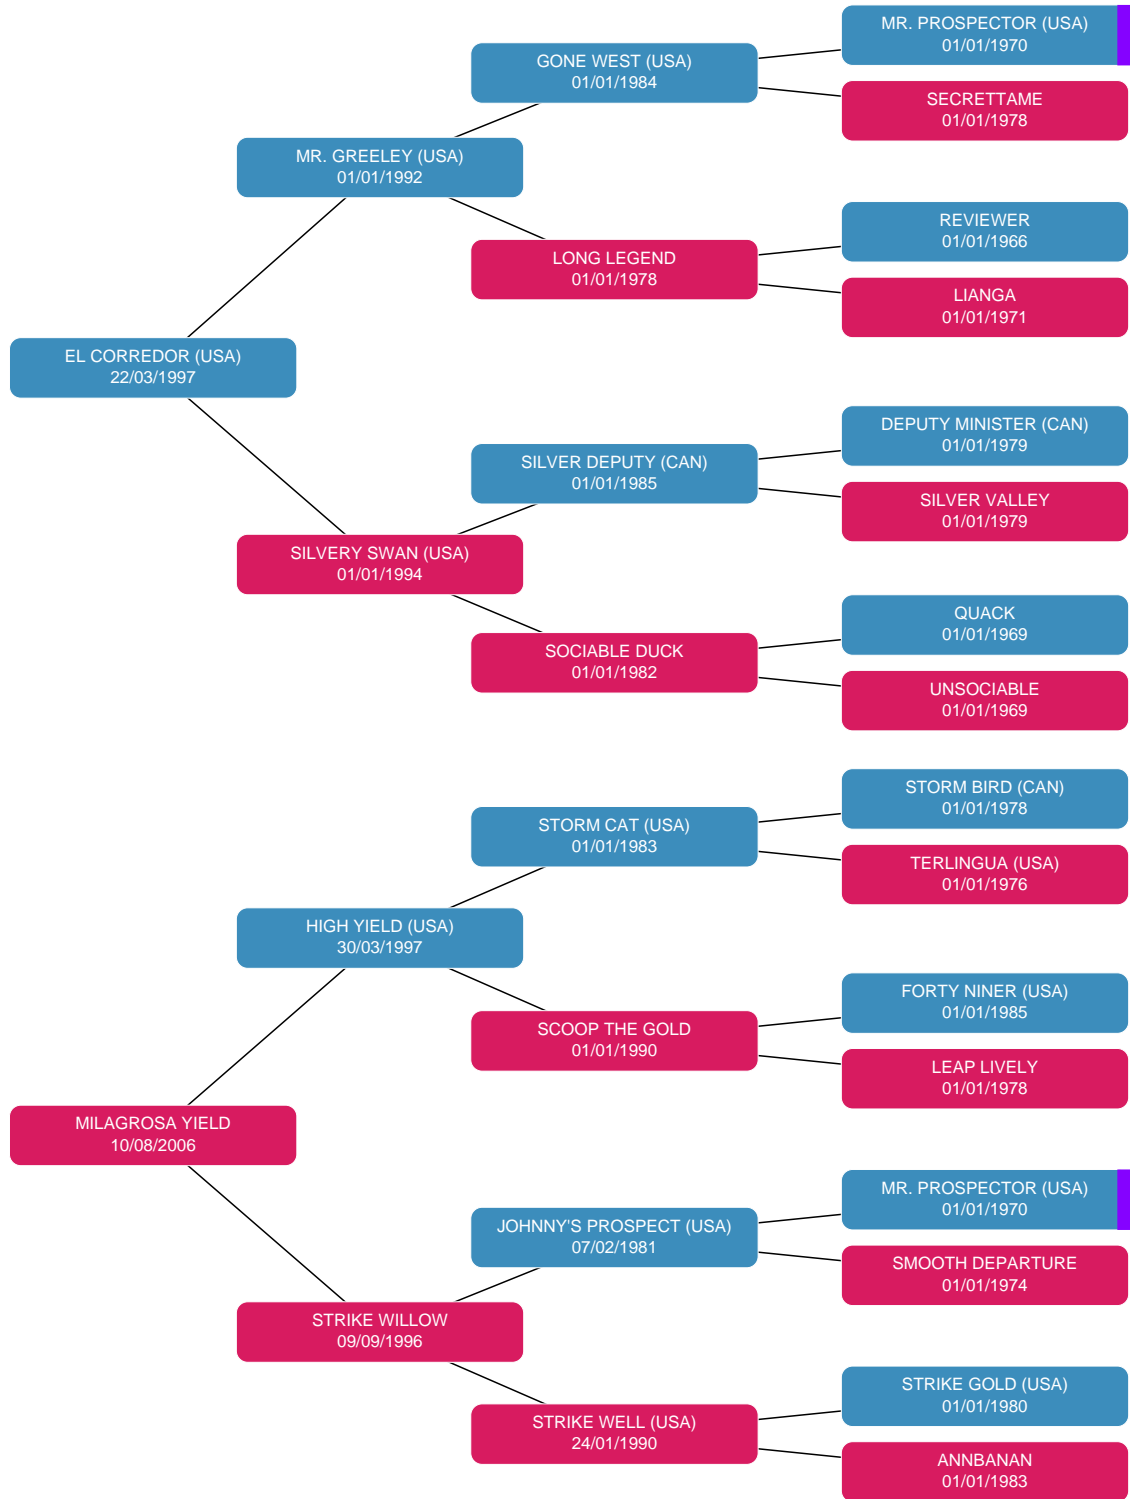 MR. PROSPECTOR (USA)
01/01/1970
GONE WEST (USA)
01/01/1984
SECRETTAME
01/01/1978
MR. GREELEY (USA)
01/01/1992
REVIEWER
01/01/1966
LONG LEGEND
01/01/1978
LIANGA
01/01/1971
EL CORREDOR (USA)
22/03/1997
DEPUTY MINISTER (CAN)
01/01/1979
SILVER DEPUTY (CAN)
01/01/1985
SILVER VALLEY
01/01/1979
SILVERY SWAN (USA)
01/01/1994
QUACK
01/01/1969
SOCIABLE DUCK
01/01/1982
UNSOCIABLE
01/01/1969
STORM BIRD (CAN)
01/01/1978
STORM CAT (USA)
01/01/1983
TERLINGUA (USA)
01/01/1976
HIGH YIELD (USA)
30/03/1997
FORTY NINER (USA)
01/01/1985
SCOOP THE GOLD
01/01/1990
LEAP LIVELY
01/01/1978
MILAGROSA YIELD
10/08/2006
MR. PROSPECTOR (USA)
01/01/1970
JOHNNY'S PROSPECT (USA)
07/02/1981
SMOOTH DEPARTURE
01/01/1974
STRIKE WILLOW
09/09/1996
STRIKE GOLD (USA)
01/01/1980
STRIKE WELL (USA)
24/01/1990
ANNBANAN
01/01/1983